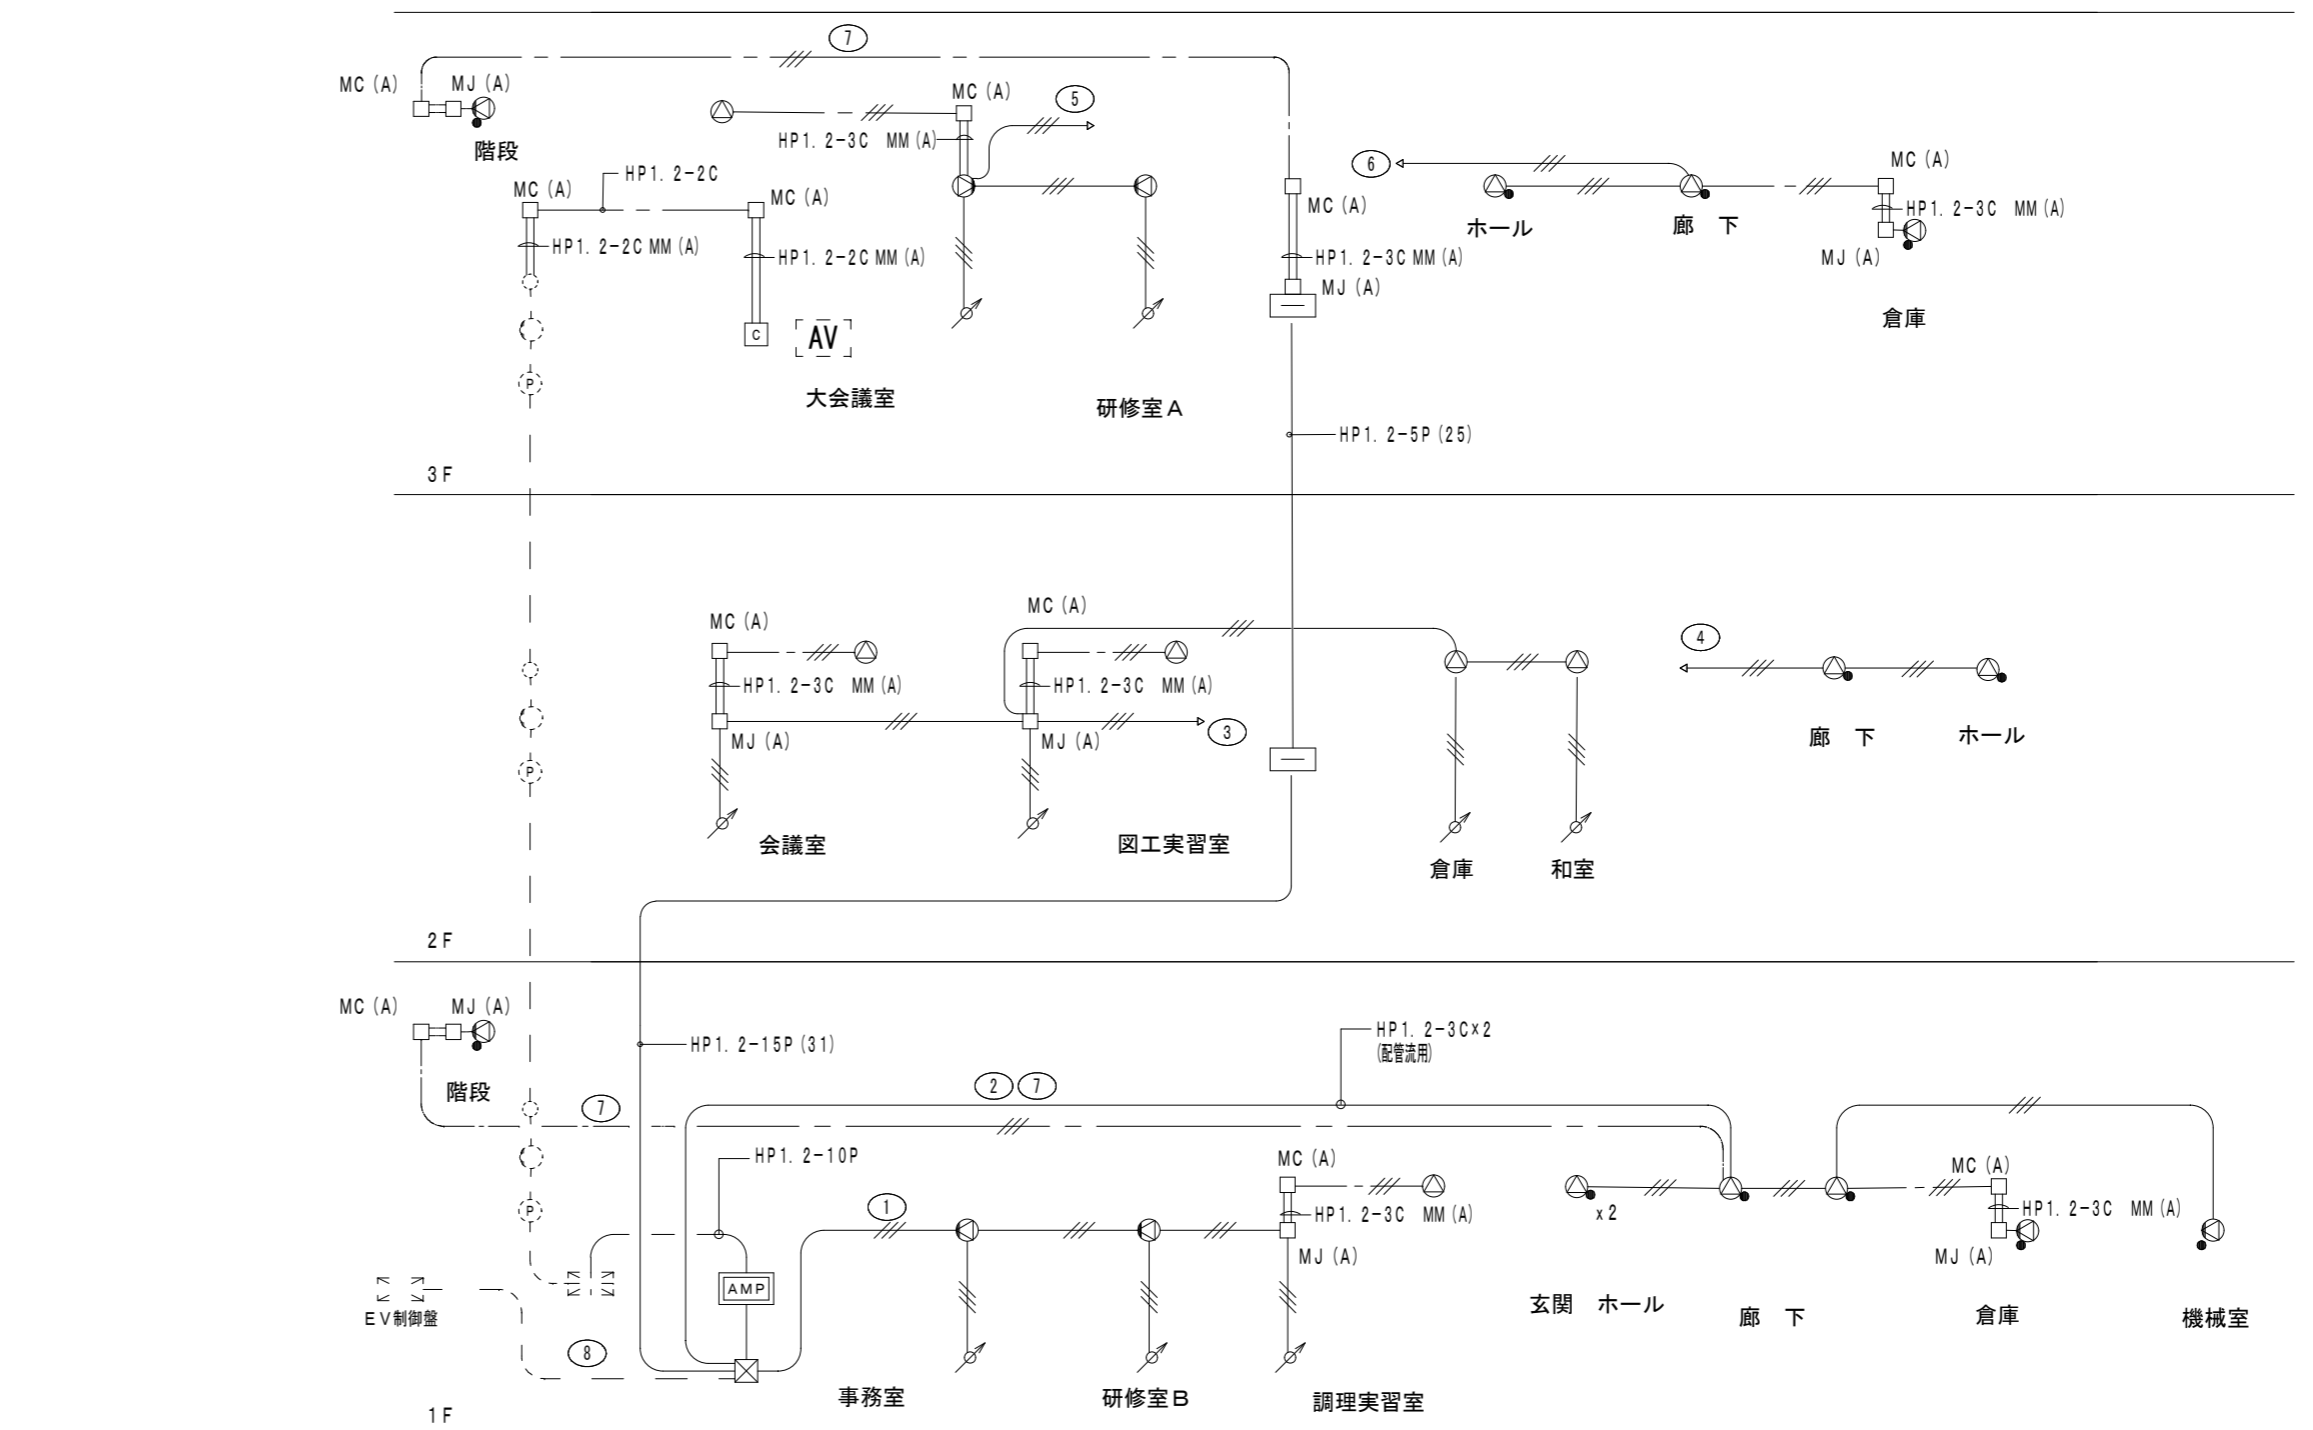 7
MC(A) MJ(A)
階段
MC(A)
5
HP1.2-3C MM(A)
HP1.2-2C
MC(A)
MC(A)
HP1.2-2C MM(A)
HP1.2-2C MM(A)
C
AV
P
大会議室
研修室A
MC(A)
HP1.2-3C MM(A)
MJ(A)
HP1.2-5P(25)
6
ホール
廊 下
MC(A)
HP1.2-3C MM(A)
MJ(A)
倉庫
3F
MC(A)
HP1.2-3C MM(A)
MJ(A)
会議室
MC(A)
HP1.2-3C MM(A)
MJ(A)
3
図工実習室
P
倉庫
和室
4
廊 下
ホール
2F
MC(A) MJ(A)
階段
7
HP1.2-15P(31)
2 7
HP1.2-3C×2
(配管流用)
HP1.2-10P
P
1
AMP
EV制御盤
8
事務室
研修室B
MC(A)
HP1.2-3C MM(A)
MJ(A)
調理実習室
x2
玄関 ホール
廊 下
MC(A)
HP1.2-3C MM(A)
MJ(A)
倉庫
機械室
1F